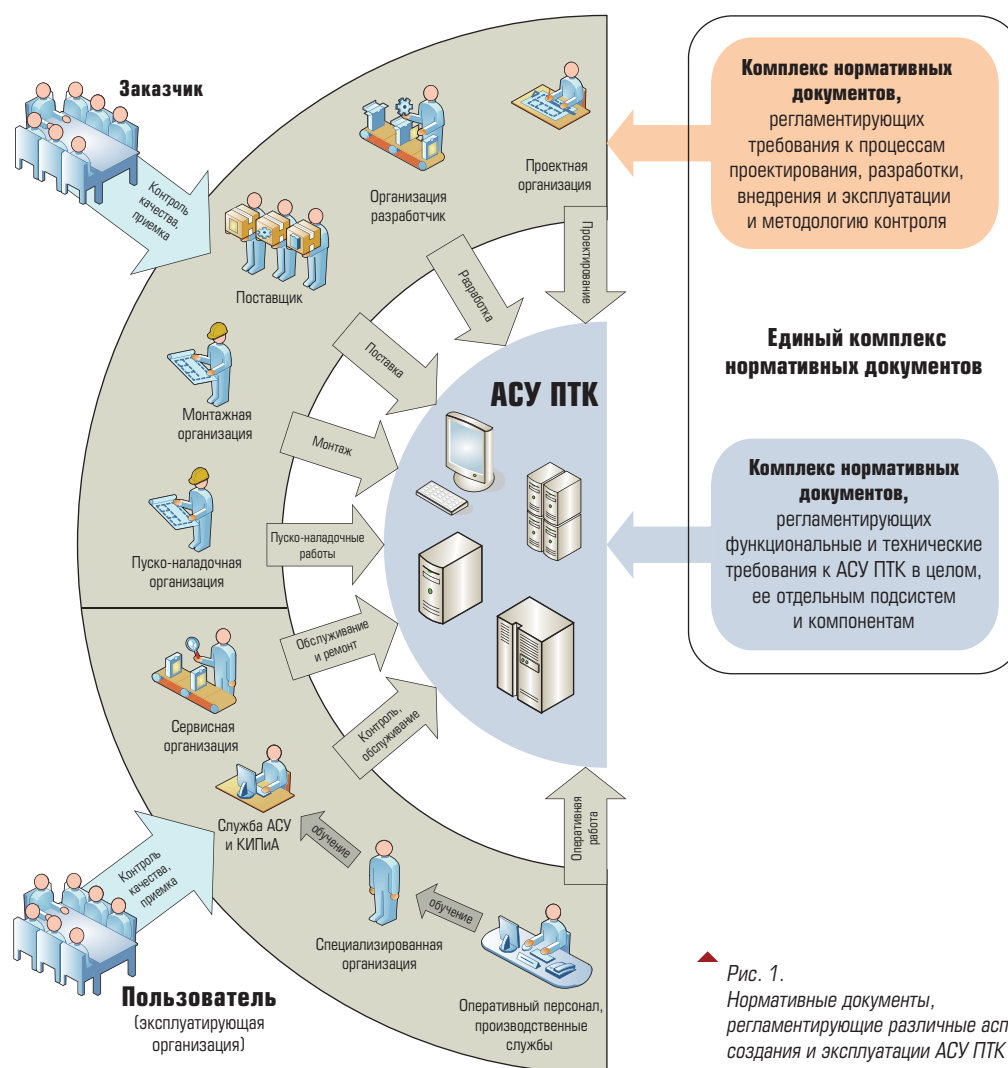 Заказчик
Контроль
качества,
приемка
Проектная
организация
Организация
разработчик
Поставщик
Монтажная
организация
Пуско-наладочная
организация
Проектирование
Разработка
Поставка
Монтаж
Пуско-наладочные
работы
Обслуживание
и ремонт
Контроль,
обслуживание
Оперативная
работа
АСУ ПТК
Сервисная
организация
Служба АСУ
и КИПиА
обучение
Специализированная
организация
обучение
Оперативный персонал,
производственные
службы
Контроль
качества,
приемка
Пользователь
(эксплуатирующая
организация)
Комплекс нормативных
документов,
регламентирующих
требования к процессам
проектирования, разработки,
внедрения и эксплуатации
и методологию контроля
Единый комплекс
нормативных документов
Комплекс нормативных
документов,
регламентирующих
функциональные и технические
требования к АСУ ПТК в целом,
ее отдельным подсистем
и компонентам
Рис. 1.
Нормативные документы,
регламентирующие различные
создания и эксплуатации АСУ ПТК